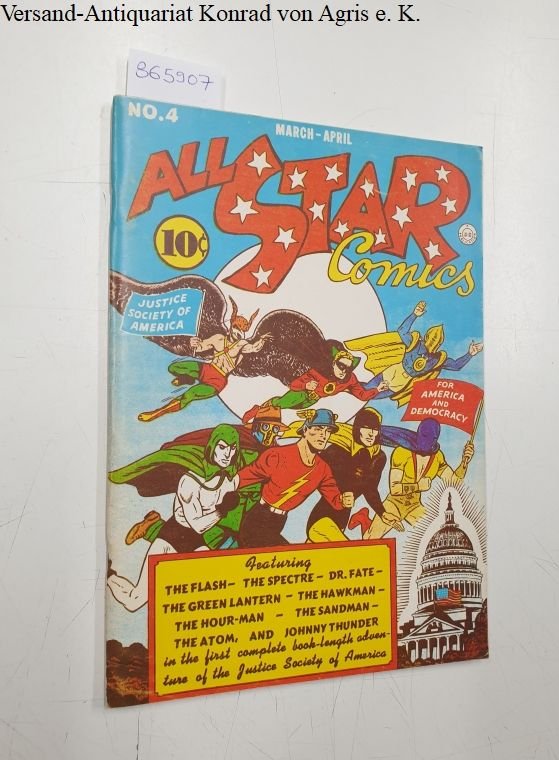 Versand-Antiquariat Konrad von Agris e. K.
865907
NO.4
MARCH-APRIL
ALL STAR
Comics
10¢
JUSTICE
SOCIETY OF
AMERICA
FOR
AMERICA
AND
DEMOCRACY
Featuring
THE FLASH - THE SPECTRE - DR. FATE -
THE GREEN LANTERN - THE HAWKMAN -
THE HOUR-MAN - THE SANDMAN -
THE ATOM, AND JOHNNY THUNDER
in the first complete book-length adven-
ture of the Justice Society of America